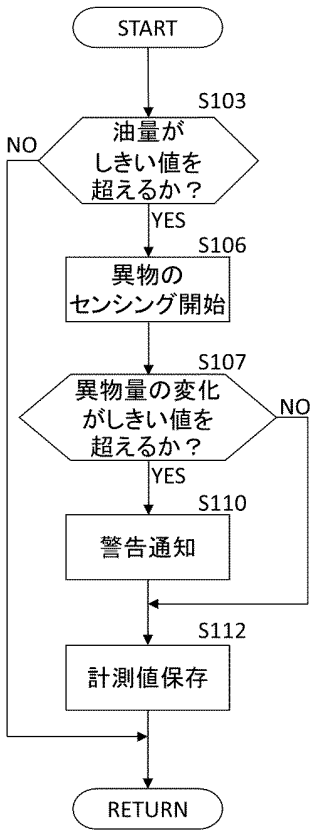 START
S103
油量が
しきい値を
超えるか？
NO
YES
S106
異物の
センシング開始
S107
異物量の変化
がしきい値を
超えるか？
NO
YES
S110
警告通知
S112
計測値保存
RETURN